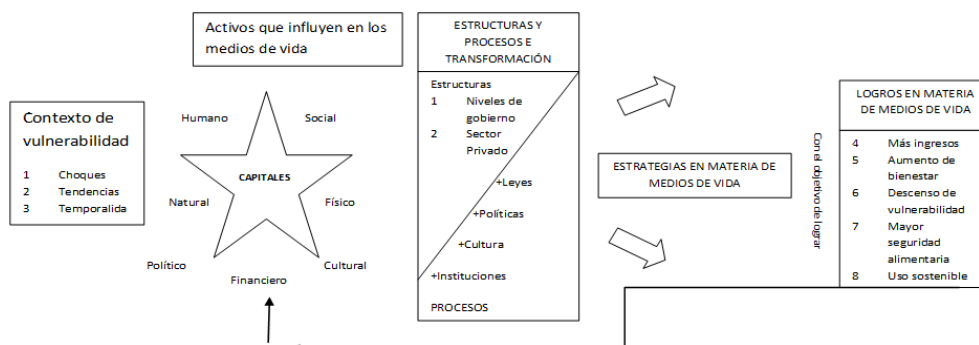 Contexto de
vulnerabilidad
1 Choques
2 Tendencias
3 Temporalida
Activos que influyen en los
medios de vida
Humano
Social
CAPITALES
Natural
Físico
Político
Cultural
Financiero
ESTRUCTURAS Y
PROCESOS E
TRANSFORMACIÓN
Estructuras
1 Niveles de
gobierno
2 Sector
Privado
+Leyes
+Políticas
+Cultura
+Instituciones
PROCESOS
ESTRATEGIAS EN MATERIA DE
MEDIOS DE VIDA
Con el objetivo de lograr
LOGROS EN MATERIA
DE MEDIOS DE VIDA
4 Más ingresos
5 Aumento de
bienestar
6 Descenso de
vulnerabilidad
7 Mayor
seguridad
alimentaria
8 Uso sostenible